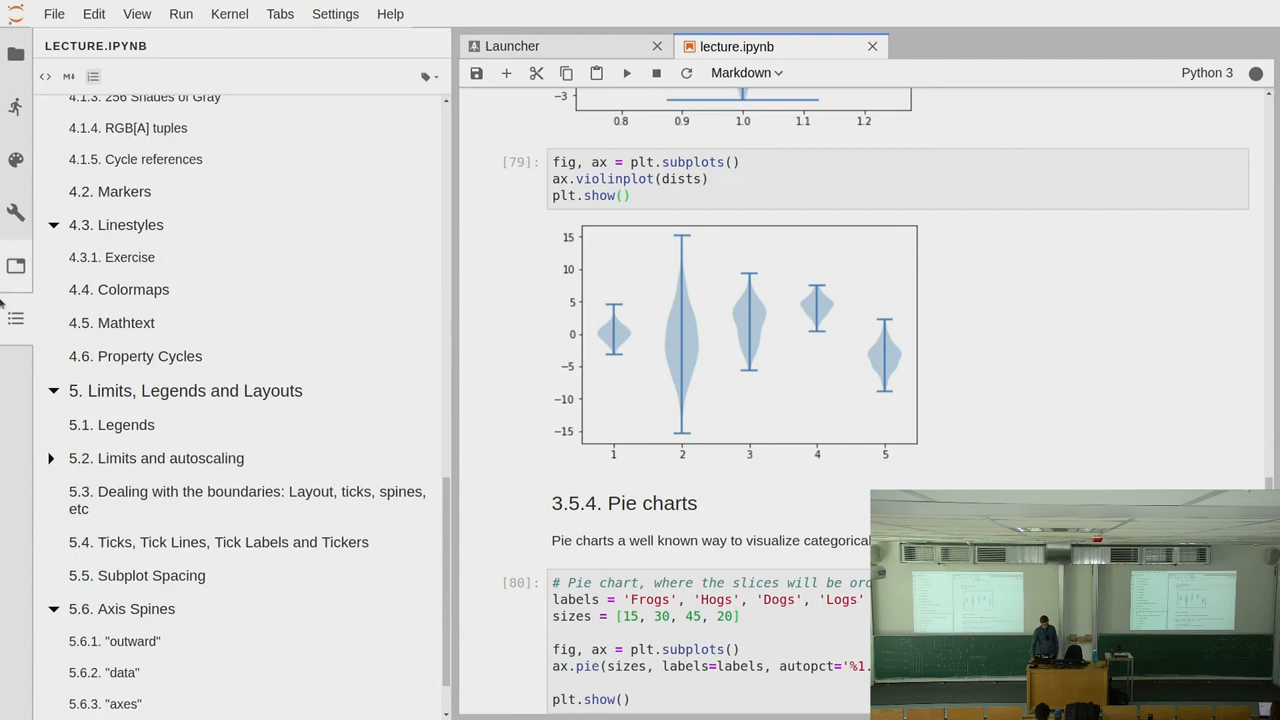 File Edit View Run Kernel Tabs Settings Help
LECTURE.IPYNB
4.1.3. 256 Shades of Gray
4.1.4. RGB[A] tuples
4.1.5. Cycle references
4.2. Markers
4.3. Linestyles
4.3.1. Exercise
4.4. Colormaps
4.5. Mathtext
4.6. Property Cycles
5. Limits, Legends and Layouts
5.1. Legends
5.2. Limits and autoscaling
5.3. Dealing with the boundaries: Layout, ticks, spines,
etc
5.4. Ticks, Tick Lines, Tick Labels and Tickers
5.5. Subplot Spacing
5.6. Axis Spines
5.6.1. "outward"
5.6.2. "data"
5.6.3. "axes"
Launcher
lecture.ipynb
Markdown
Python 3
−3
0.8 0.9 1.0 1.1 1.2
[79]:
fig, ax = plt.subplots()
ax.violinplot(dists)
plt.show()
15
10
5
0
−5
−10
−15
1 2 3 4 5
3.5.4. Pie charts
Pie charts a well known way to visualize categorical
[80]:
# Pie chart, where the slices will be ord
labels = 'Frogs', 'Hogs', 'Dogs', 'Logs'
sizes = [15, 30, 45, 20]
fig, ax = plt.subplots()
ax.pie(sizes, labels=labels, autopct='%1.
plt.show()